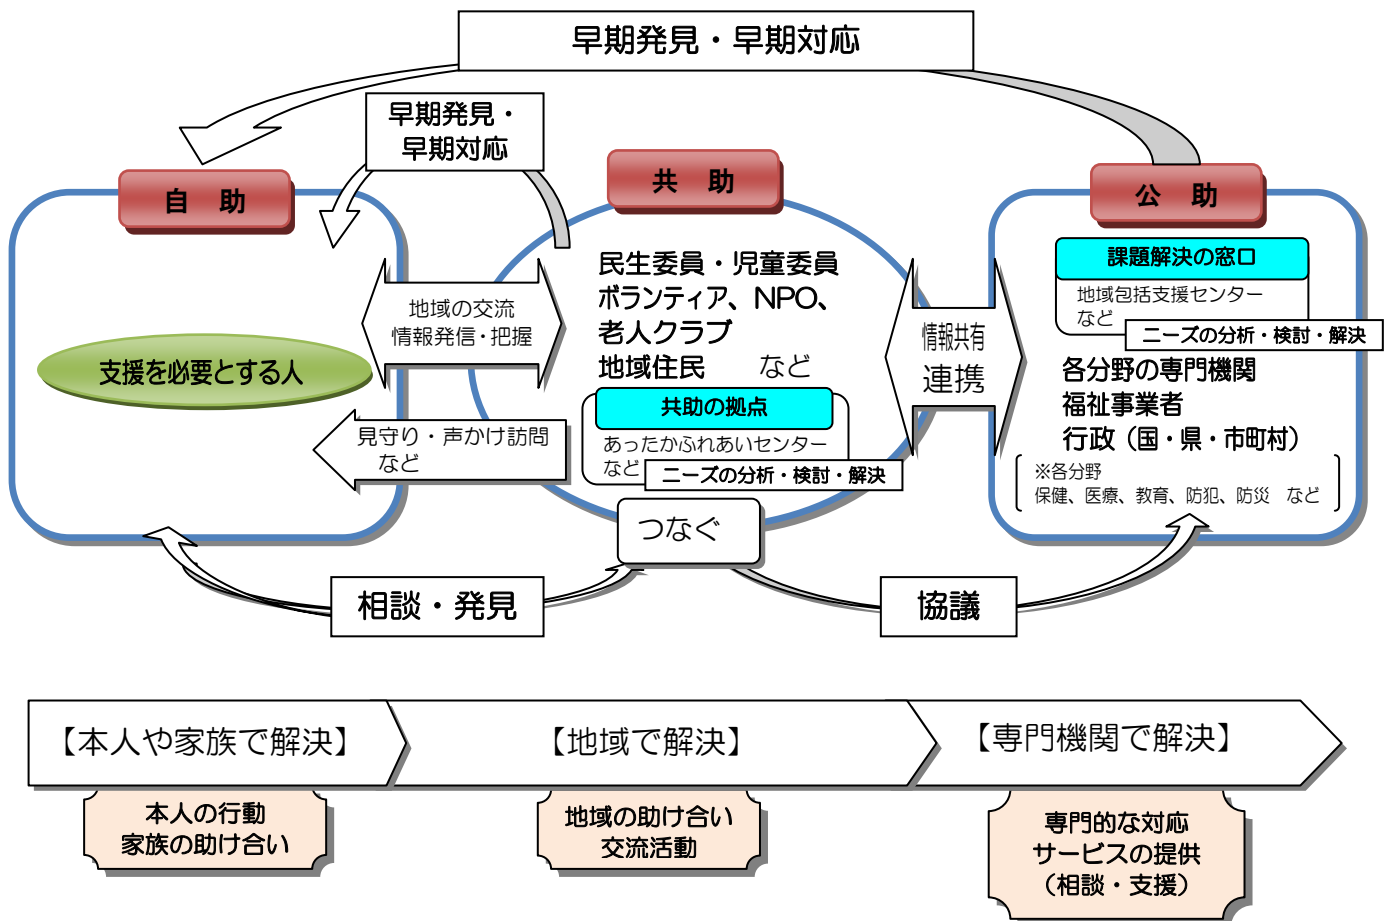 早期発見・早期対応
早期発見・
早期対応
自　助
共　助
公　助
支援を必要とする人
地域の交流
情報発信・把握
見守り・声かけ訪問
など
民生委員・児童委員
ボランティア、NPO、
老人クラブ
地域住民　　など
共助の拠点
あったかふれあいセンター
など
ニーズの分析・検討・解決
つなぐ
情報共有
連携
課題解決の窓口
地域包括支援センター
など
ニーズの分析・検討・解決
各分野の専門機関
福祉事業者
行政（国・県・市町村）
※各分野
保健、医療、教育、防犯、防災　など
相談・発見
協議
【本人や家族で解決】
【地域で解決】
【専門機関で解決】
本人の行動
家族の助け合い
地域の助け合い
交流活動
専門的な対応
サービスの提供
（相談・支援）